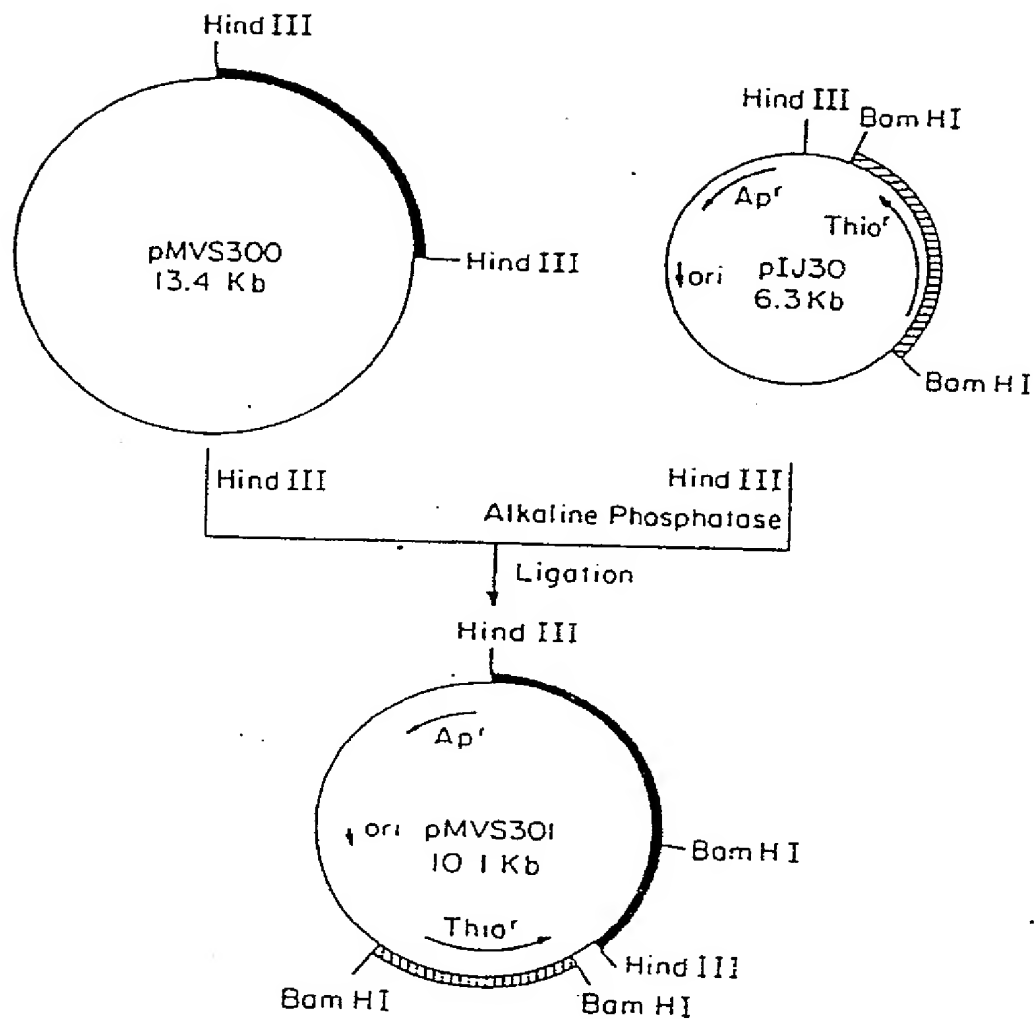 Hind III
Hind III
pMVS300
13.4 Kb
Hind III
Bam HI
Apʳ
Thioʳ
ori
pIJ30
6.3 Kb
Bam HI
Hind III
Hind III
Alkaline Phosphatase
Ligation
Hind III
Apʳ
ori
pMVS301
10 1 Kb
Bam HI
Thioʳ
Hind III
Bam HI
Bam HI